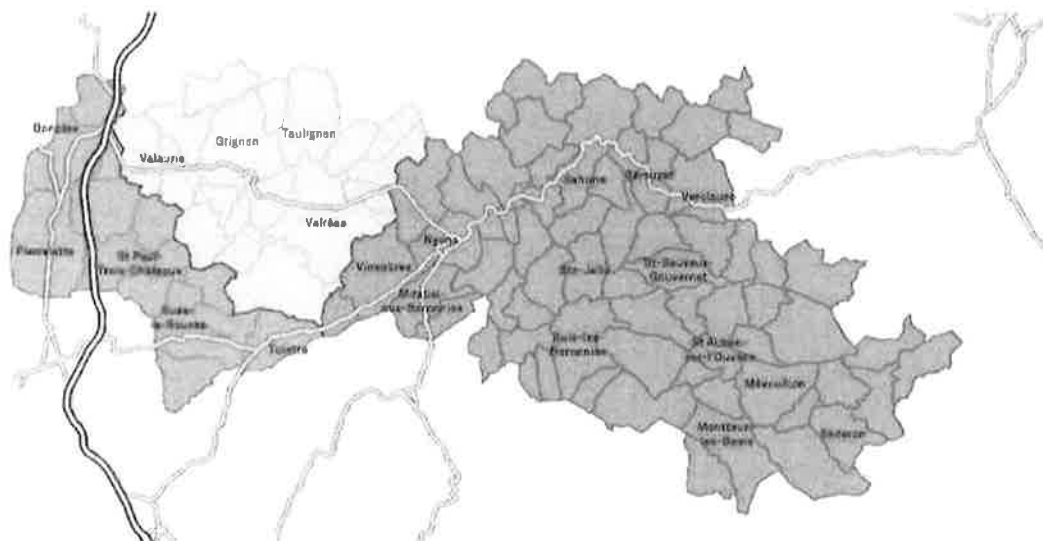 Grignan
Taulignan
Valaurie
Valréas
Pierrelatte
St Paul-
Trois-Châteaux
Suze-
la-Rousse
Tulette
Vinsobres
Nyons
Mirabel
aux-Baronnies
Sahune
Rémuzat
Verclause
Ste-Jalle
St-Sauveur-
Gouvernet
Buis-les
Baronnies
St Auban-
sur-l'Ouvèze
Mévouillon
Montbrun
les-Bains
Séderon